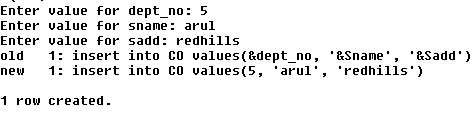 Enter value for dept_no: 5
Enter value for sname: arul
Enter value for sadd: redhills
old   1: insert into CO values(&dept_no, '&Sname', '&Sadd')
new   1: insert into CO values(5, 'arul', 'redhills')
1 row created.